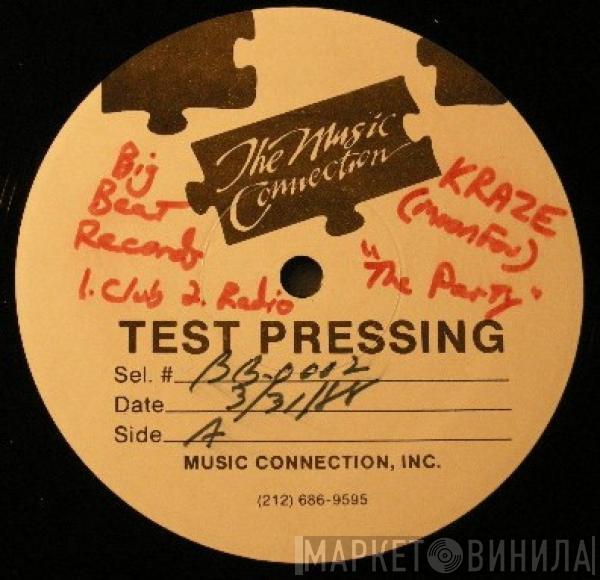 The Music
Connection
Big
Beat
Records
1. Club 2. Radio
KRAZE
"The Party"
TEST PRESSING
Sel. # BB-0002
Date 3/31/88
Side A
MUSIC CONNECTION, INC.
(212) 686-9595
МАРКЕТ ВИНИЛА